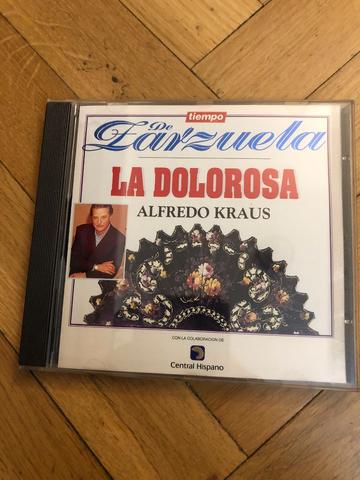 tiempo
De
Zarzuela
LA DOLOROSA
ALFREDO KRAUS
CON LA COLABORACION DE
Central Hispano